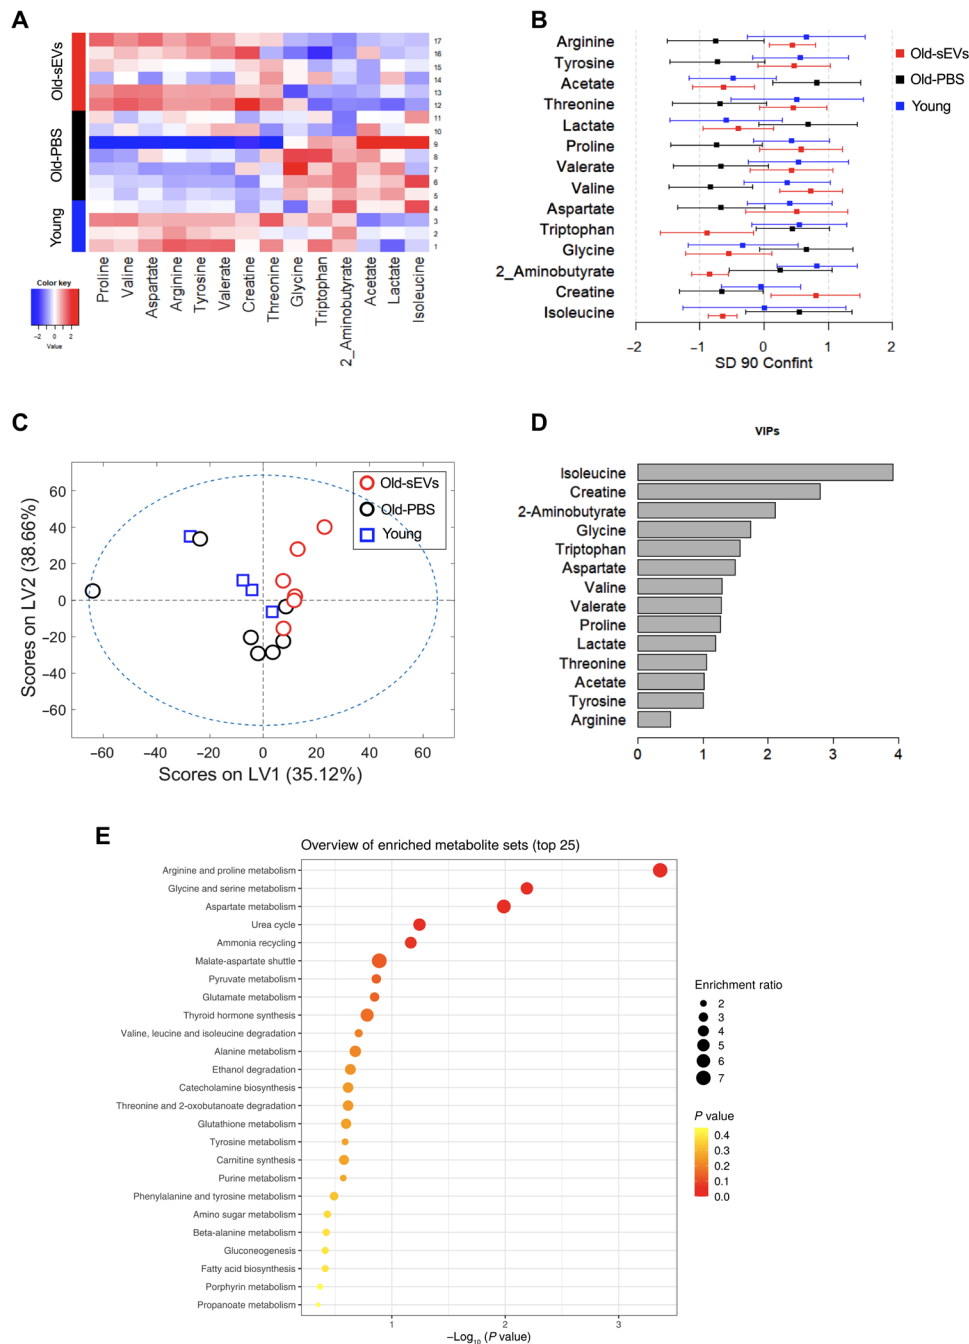 A
Old-sEVs
Old-PBS
Young
17
16
15
14
13
12
11
10
9
8
7
6
5
4
3
2
1
Proline
Valine
Aspartate
Arginine
Tyrosine
Valerate
Creatine
Threonine
Glycine
Triptophan
2_Aminobutyrate
Acetate
Lactate
Isoleucine
Color key
−2 0 2
Value
B
Arginine
Tyrosine
Acetate
Threonine
Lactate
Proline
Valerate
Valine
Aspartate
Triptophan
Glycine
2_Aminobutyrate
Creatine
Isoleucine
−2 −1 0 1 2
SD 90 Confint
Old-sEVs
Old-PBS
Young
C
Scores on LV2 (38.66%)
60
40
20
0
−20
−40
−60
−60 −40 −20 0 20 40 60
Scores on LV1 (35.12%)
Old-sEVs
Old-PBS
Young
D
VIPs
Isoleucine
Creatine
2-Aminobutyrate
Glycine
Triptophan
Aspartate
Valine
Valerate
Proline
Lactate
Threonine
Acetate
Tyrosine
Arginine
0 1 2 3 4
E
Overview of enriched metabolite sets (top 25)
Arginine and proline metabolism
Glycine and serine metabolism
Aspartate metabolism
Urea cycle
Ammonia recycling
Malate-aspartate shuttle
Pyruvate metabolism
Glutamate metabolism
Thyroid hormone synthesis
Valine, leucine and isoleucine degradation
Alanine metabolism
Ethanol degradation
Catecholamine biosynthesis
Threonine and 2-oxobutanoate degradation
Glutathione metabolism
Tyrosine metabolism
Carnitine synthesis
Purine metabolism
Phenylalanine and tyrosine metabolism
Amino sugar metabolism
Beta-alanine metabolism
Gluconeogenesis
Fatty acid biosynthesis
Porphyrin metabolism
Propanoate metabolism
1 2 3
−Log10 (P value)
Enrichment ratio
2
3
4
5
6
7
P value
0.4
0.3
0.2
0.1
0.0